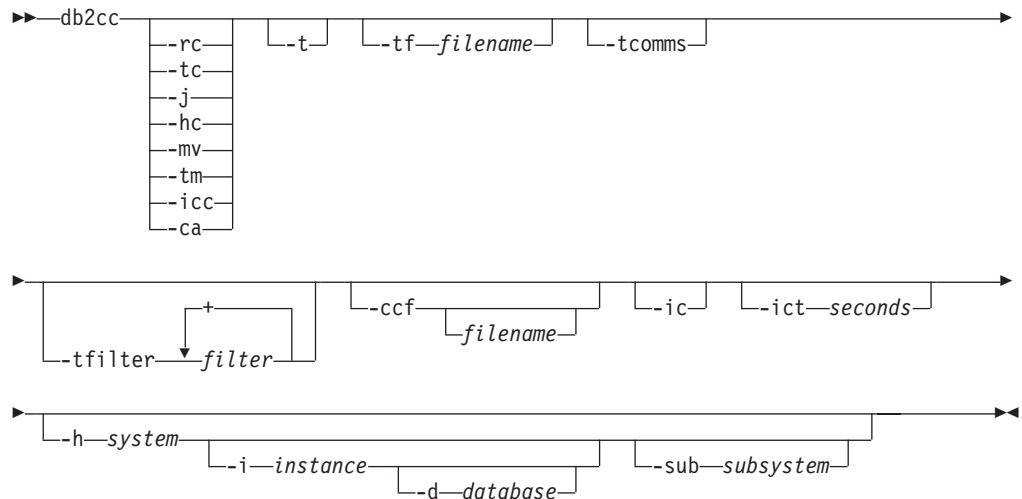 db2cc
-rc -t -tf filename -tcomms
-tc
-j
-hc
-mv
-tm
-icc
-ca
+ -ccf -ic -ict seconds
filename
-tfilter filter
-h system
-i instance -sub subsystem
-d database